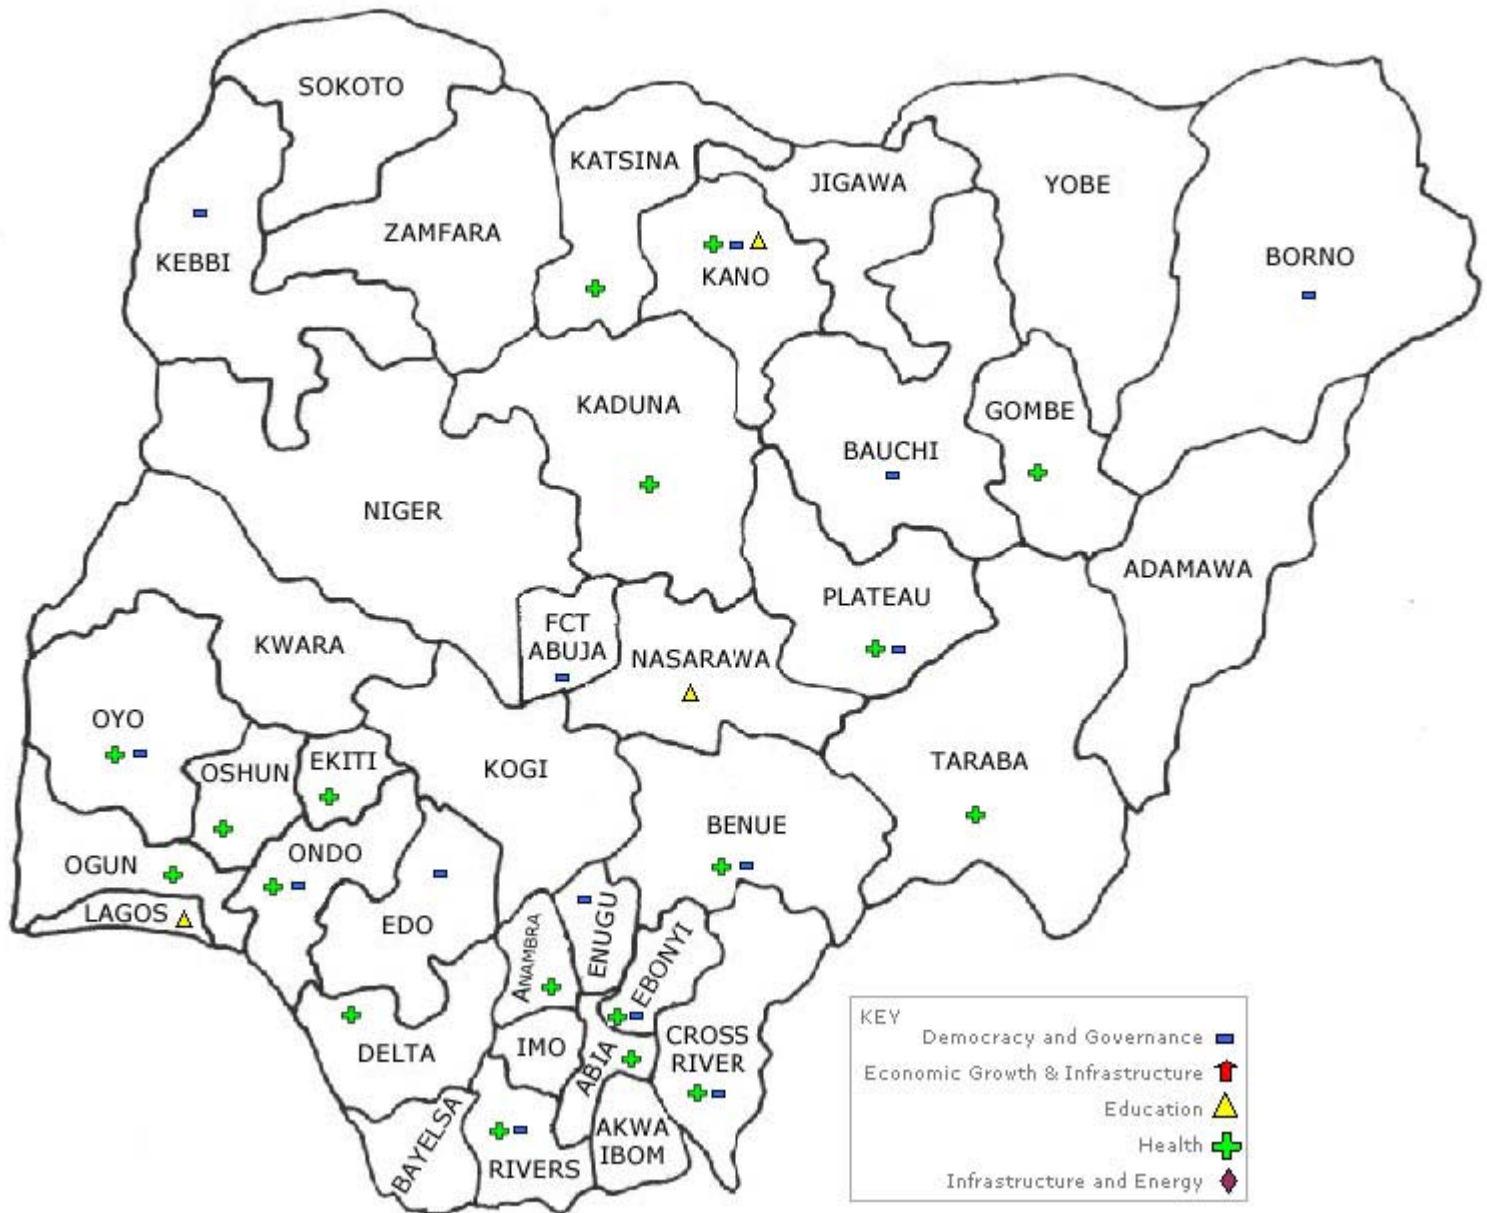 SOKOTO
KATSINA
JIGAWA
YOBE
ZAMFARA
KEBBI
KANO
BORNO
KADUNA
GOMBE
BAUCHI
NIGER
ADAMAWA
PLATEAU
FCT
ABUJA
KWARA
NASARAWA
OYO
OSHUN
EKITI
KOGI
TARABA
BENUE
ONDO
OGUN
LAGOS
EDO
ANAMBRA
ENUGU
EBONYI
DELTA
IMO
ABIA
CROSS
RIVER
BAYELSA
RIVERS
AKWA
IBOM
KEY
Democracy and Governance
Economic Growth & Infrastructure
Education
Health
Infrastructure and Energy